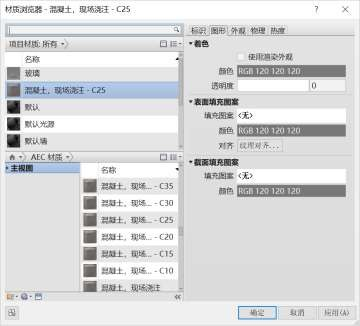 材质浏览器 - 混凝土，现场浇注 - C25
项目材质: 所有
名称
玻璃
混凝土，现场浇注 - C25
默认
默认光源
默认墙
AEC 材质
主视图
名称
混凝土，现场... - C35
混凝土，现场... - C30
混凝土，现场... - C25
混凝土，现场... - C20
混凝土，现场... - C15
混凝土，现场... - C10
混凝土，现场浇注
标识 图形 外观 物理 热度
着色
使用渲染外观
颜色 RGB 120 120 120
透明度 0
表面填充图案
填充图案 <无>
颜色 RGB 120 120 120
对齐 纹理对齐...
截面填充图案
填充图案 <无>
颜色 RGB 120 120 120
确定 取消 应用(A)